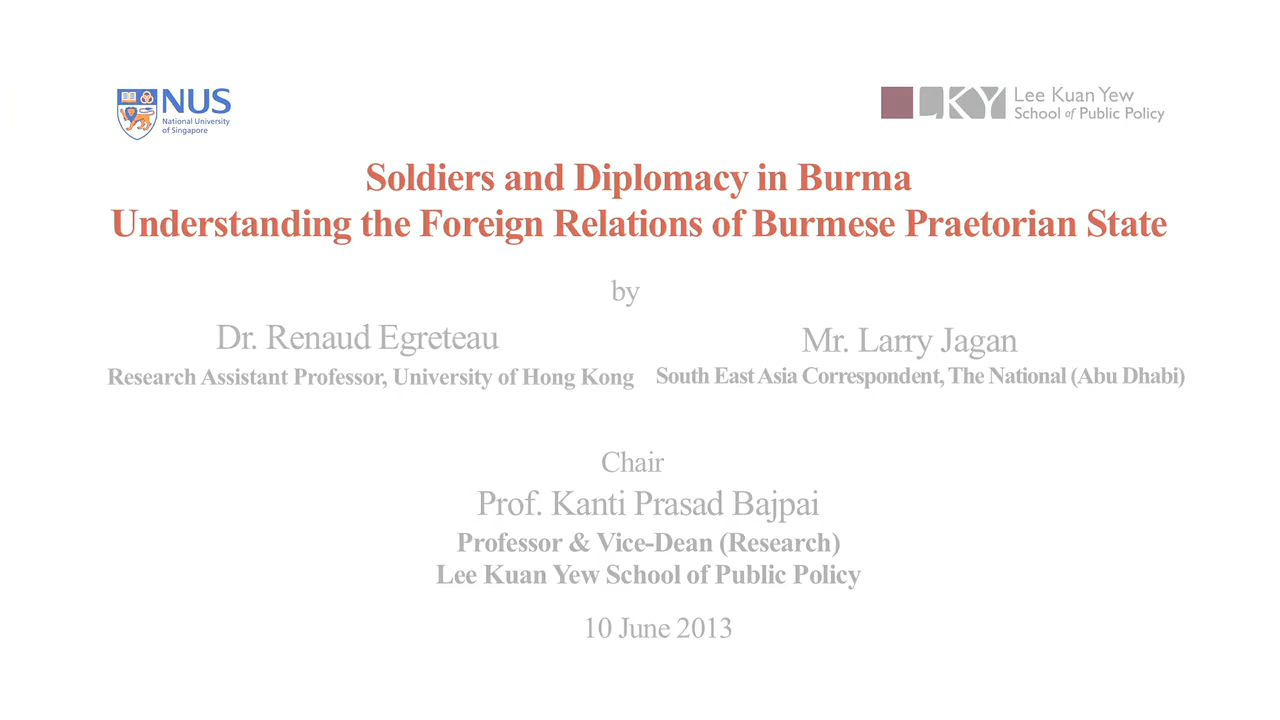 NUS
National University
of Singapore
LKY
Lee Kuan Yew
School of Public Policy
Soldiers and Diplomacy in Burma
Understanding the Foreign Relations of Burmese Praetorian State
by
Dr. Renaud Egreteau
Research Assistant Professor, University of Hong Kong
Mr. Larry Jagan
South East Asia Correspondent, The National (Abu Dhabi)
Chair
Prof. Kanti Prasad Bajpai
Professor & Vice-Dean (Research)
Lee Kuan Yew School of Public Policy
10 June 2013